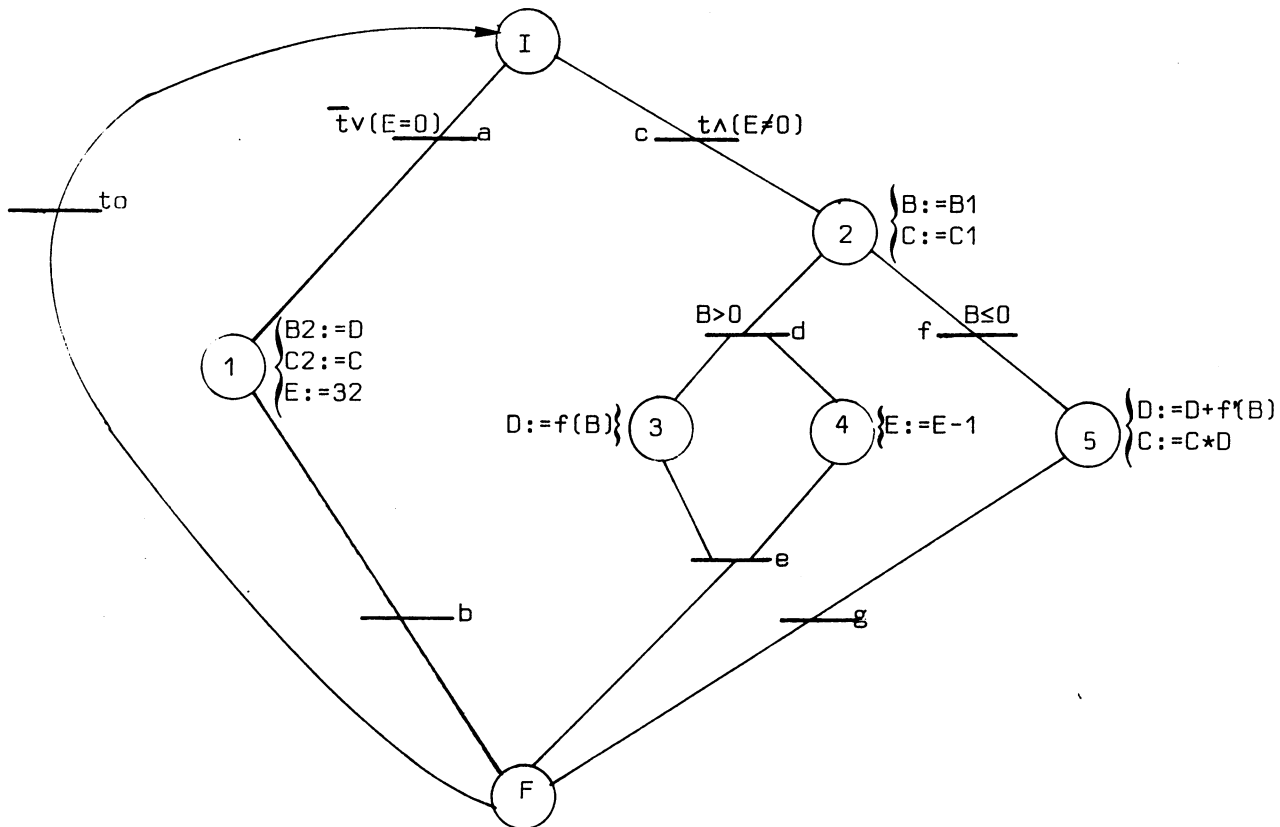 I
t̅∨(E=0) a
c t∧(E≠0)
to
2
B:=B1
C:=C1
B>0 d
f B≤0
1
B2:=D
C2:=C
E:=32
D:=f(B)
3
4
E:=E-1
5
D:=D+f'(B)
C:=C*D
e
b
g
F